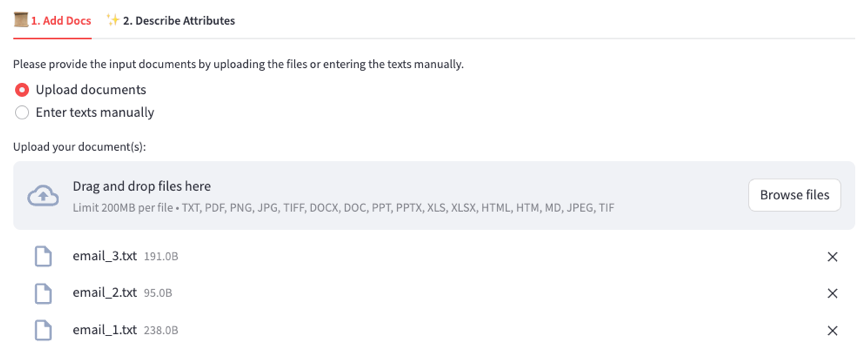 1. Add Docs 2. Describe Attributes
Please provide the input documents by uploading the files or entering the texts manually.
Upload documents
Enter texts manually
Upload your document(s):
Drag and drop files here
Limit 200MB per file • TXT, PDF, PNG, JPG, TIFF, DOCX, DOC, PPT, PPTX, XLS, XLSX, HTML, HTM, MD, JPEG, TIF
Browse files
email_3.txt 191.0B
email_2.txt 95.0B
email_1.txt 238.0B